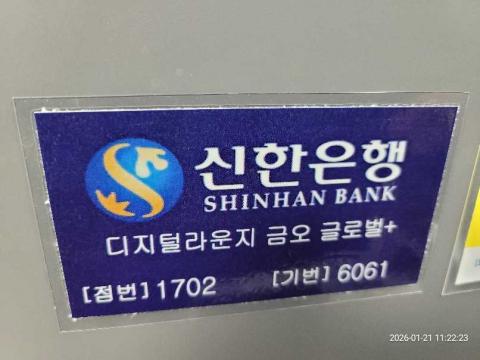 신한은행
SHINHAN BANK
디지털라운지 금오 글로벌+
[점번] 1702 [기번] 6061
2026-01-21 11:22:23